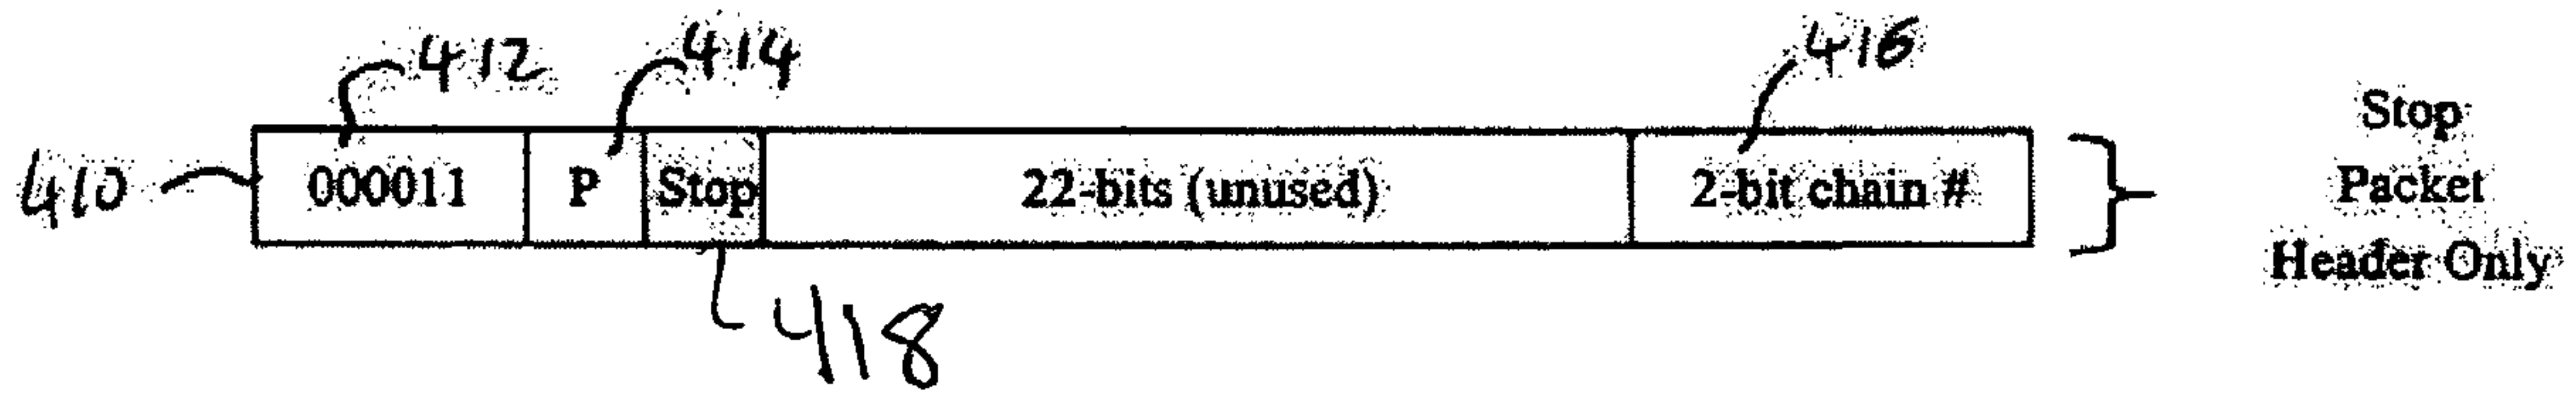 412 414 416
410 000011 P Stop 22-bits (unused) 2-bit chain #
418
Stop
Packet
Header Only